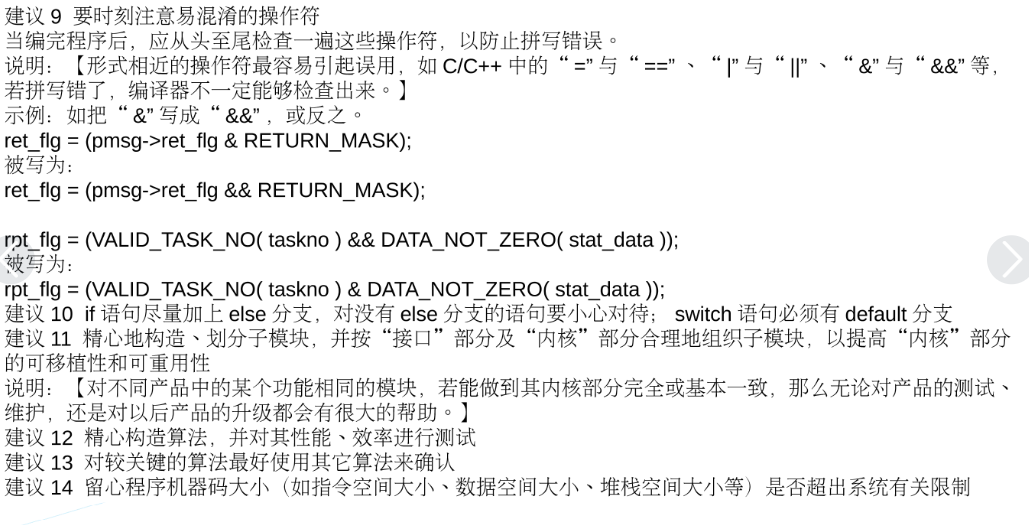 建议 9  要时刻注意易混淆的操作符
当编完程序后，应从头至尾检查一遍这些操作符，以防止拼写错误。
说明：【形式相近的操作符最容易引起误用，如 C/C++ 中的 “ =” 与 “ ==” 、 “ |” 与 “ ||” 、 “ &” 与 “ &&” 等，
若拼写错了，编译器不一定能够检查出来。】
示例：如把 “ &” 写成 “ &&” ，或反之。
ret_flg = (pmsg->ret_flg & RETURN_MASK);
被写为：
ret_flg = (pmsg->ret_flg && RETURN_MASK);
rpt_flg = (VALID_TASK_NO( taskno ) && DATA_NOT_ZERO( stat_data ));
被写为：
rpt_flg = (VALID_TASK_NO( taskno ) & DATA_NOT_ZERO( stat_data ));
建议 10  if 语句尽量加上 else 分支，对没有 else 分支的语句要小心对待； switch 语句必须有 default 分支
建议 11  精心地构造、划分子模块，并按“接口”部分及“内核”部分合理地组织子模块，以提高“内核”部分
的可移植性和可重用性
说明：【对不同产品中的某个功能相同的模块，若能做到其内核部分完全或基本一致，那么无论对产品的测试、
维护，还是对以后产品的升级都会有很大的帮助。】
建议 12  精心构造算法，并对其性能、效率进行测试
建议 13  对较关键的算法最好使用其它算法来确认
建议 14  留心程序机器码大小（如指令空间大小、数据空间大小、堆栈空间大小等）是否超出系统有关限制